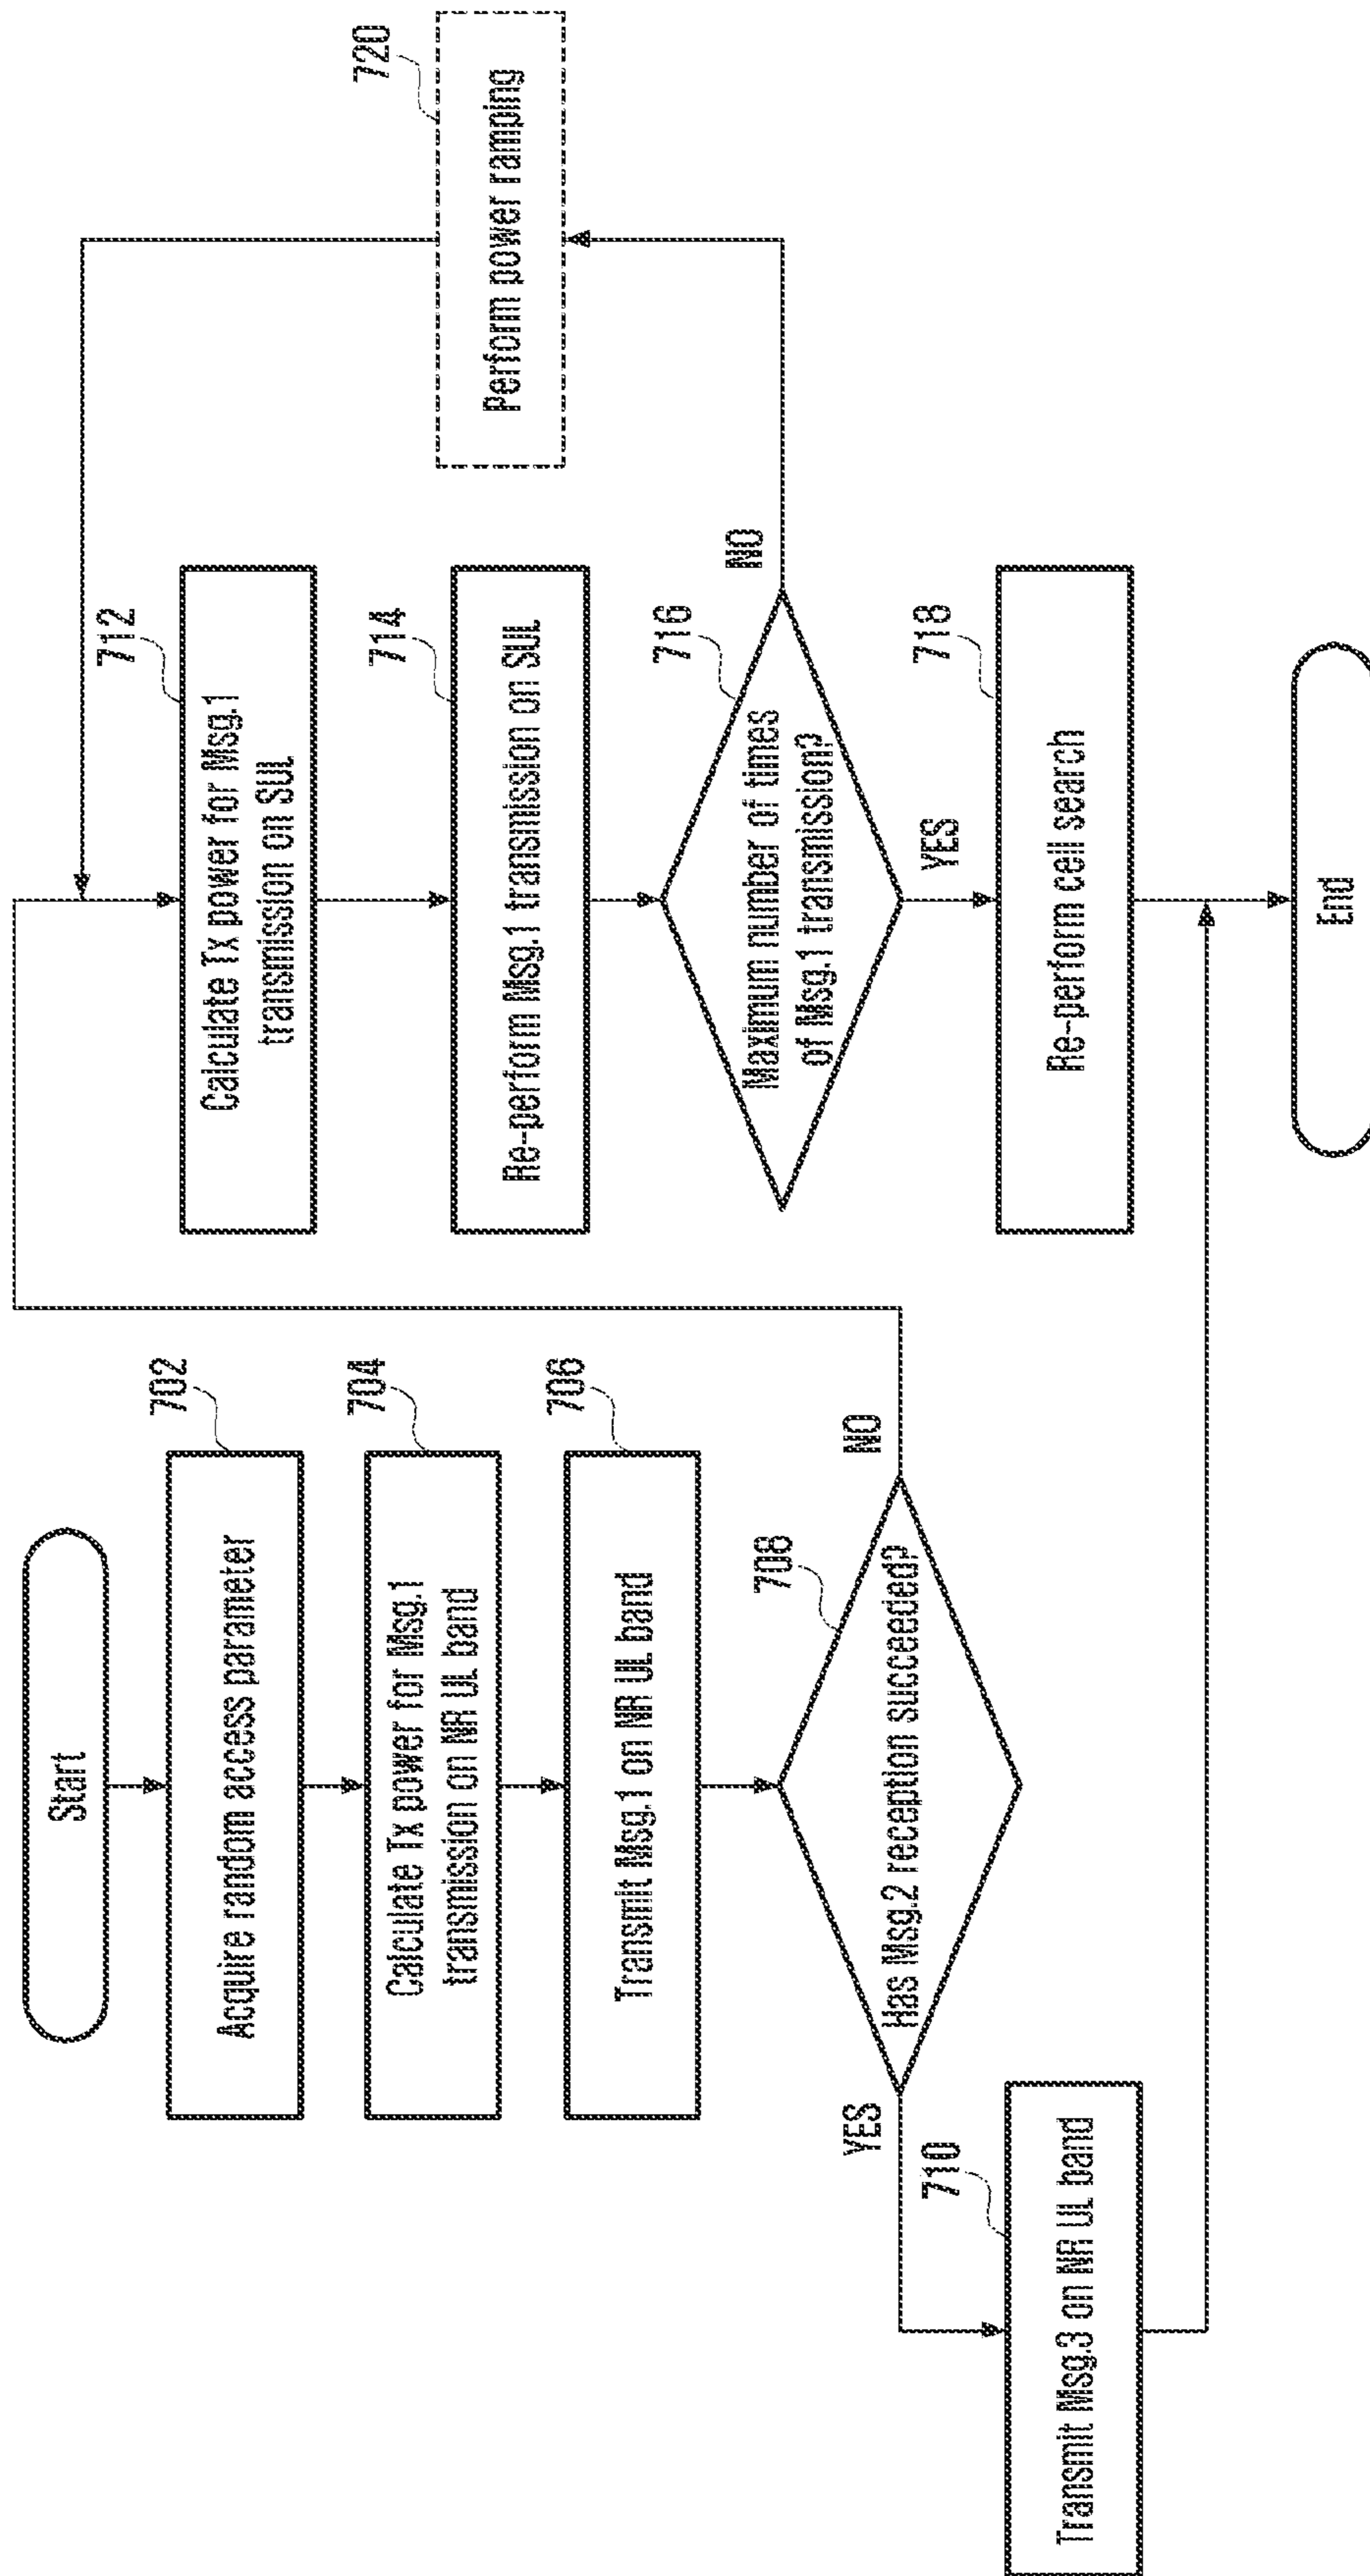 Start
702
Acquire random access parameter
704
Calculate Tx power for Msg.1
transmission on NR UL band
706
Transmit Msg.1 on NR UL band
708
Has Msg.2 reception succeeded?
YES
NO
710
Transmit Msg.3 on NR UL band
712
Calculate Tx power for Msg.1
transmission on SUL
714
Re-perform Msg.1 transmission on SUL
716
Maximum number of times
of Msg.1 transmission?
NO
YES
718
Re-perform cell search
720
Perform power ramping
End